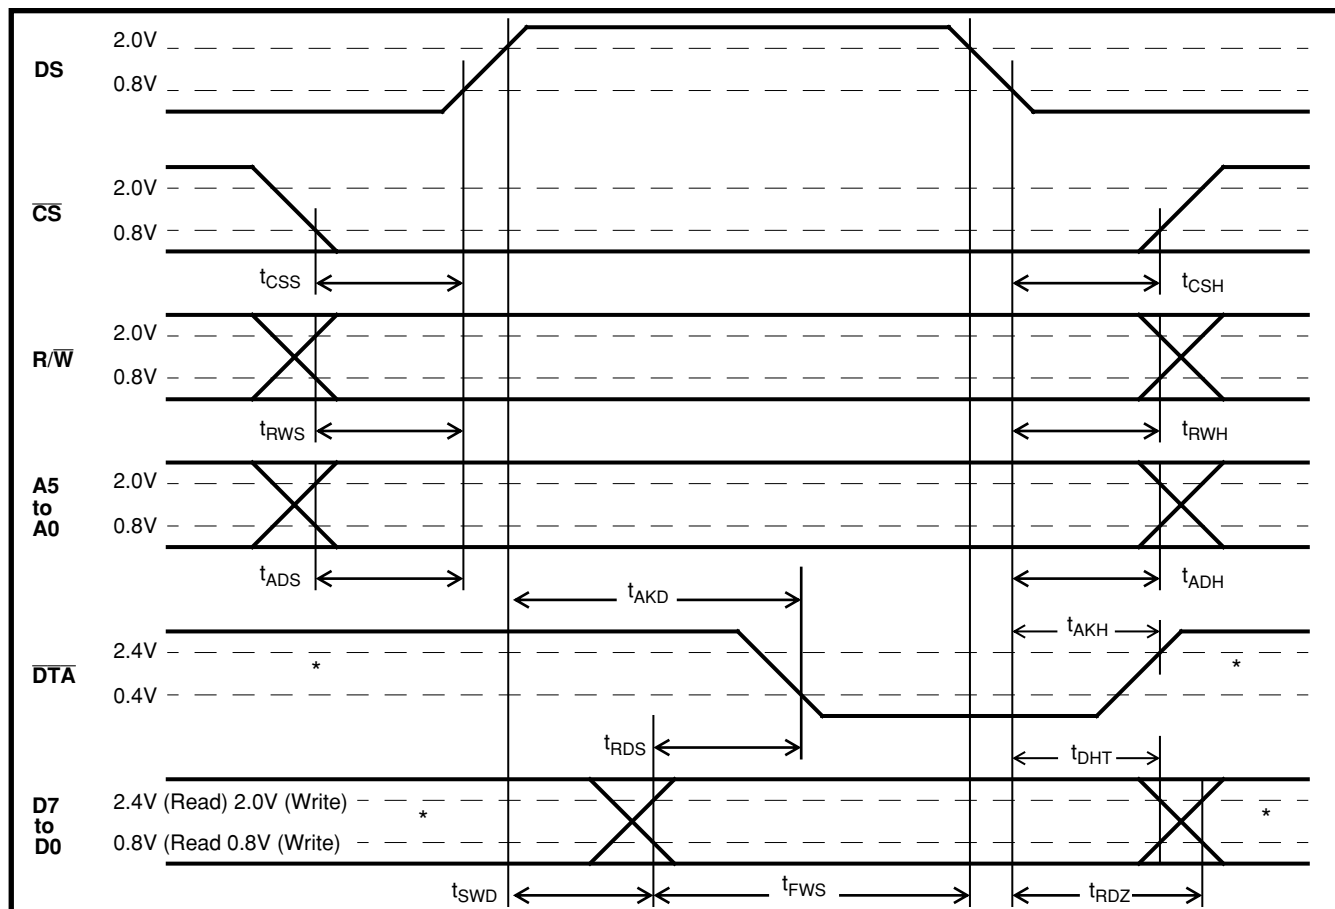 2.0V
DS
0.8V
2.0V
C̅S̅
0.8V
tCSS
tCSH
2.0V
R/W̅
0.8V
tRWS
tRWH
A5
to
A0
2.0V
0.8V
tADS
tADH
tAKD
tAKH
2.4V
D̅T̅A̅
*
*
0.4V
tRDS
tDHT
D7
to
D0
2.4V (Read) 2.0V (Write)
*
*
0.8V (Read 0.8V (Write)
tSWD
tFWS
tRDZ